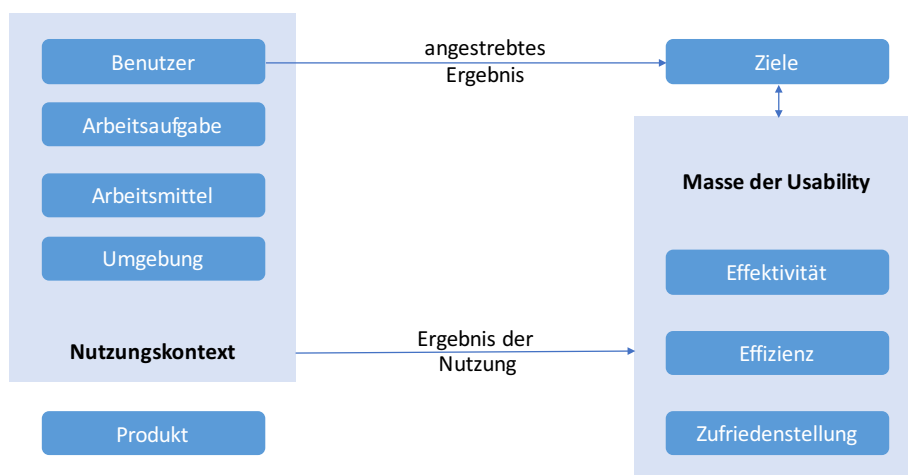 Benutzer
Arbeitsaufgabe
Arbeitsmittel
Umgebung
Nutzungskontext
Produkt
angestrebtes
Ergebnis
Ergebnis der
Nutzung
Ziele
Masse der Usability
Effektivität
Effizienz
Zufriedenstellung